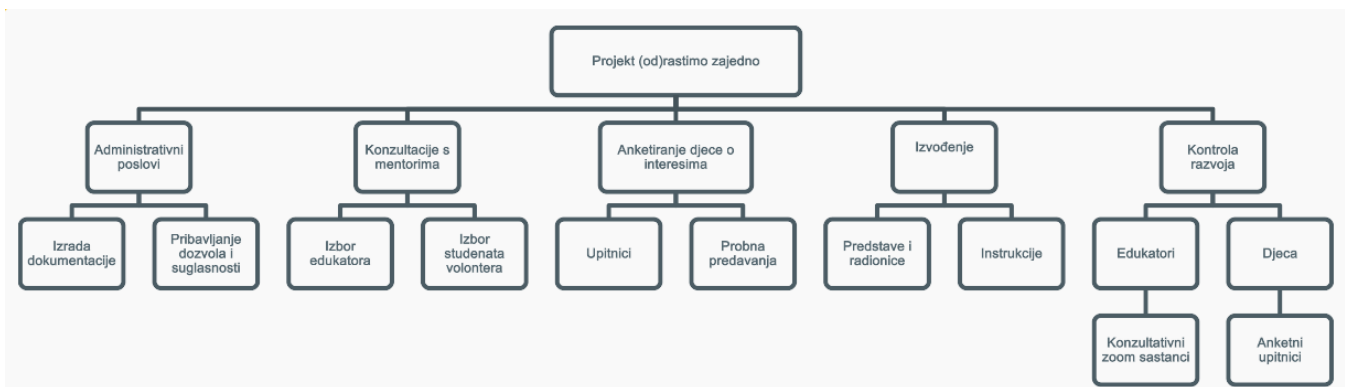 Projekt (od)rastimo zajedno
Administrativni
poslovi
Konzultacije s
mentorima
Anketiranje djece o
interesima
Izvođenje
Kontrola
razvoja
Izrada
dokumentacije
Pribavljanje
dozvola i
suglasnosti
Izbor
edukatora
Izbor
studenata
volontera
Upitnici
Probna
predavanja
Predstave i
radionice
Instrukcije
Edukatori
Djeca
Konzultativni
zoom sastanci
Anketni
upitnici